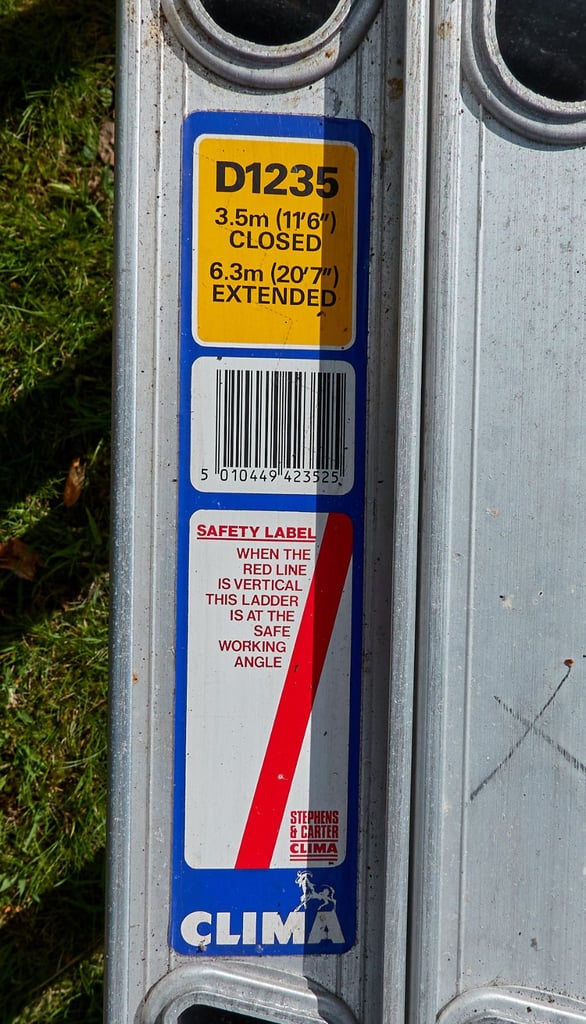 D1235
3.5m (11'6")
CLOSED
6.3m (20'7")
EXTENDED
5 010449 423525
SAFETY LABEL
WHEN THE
RED LINE
IS VERTICAL
THIS LADDER
IS AT THE
SAFE
WORKING
ANGLE
STEPHENS
& CARTER
CLIMA
CLIMA